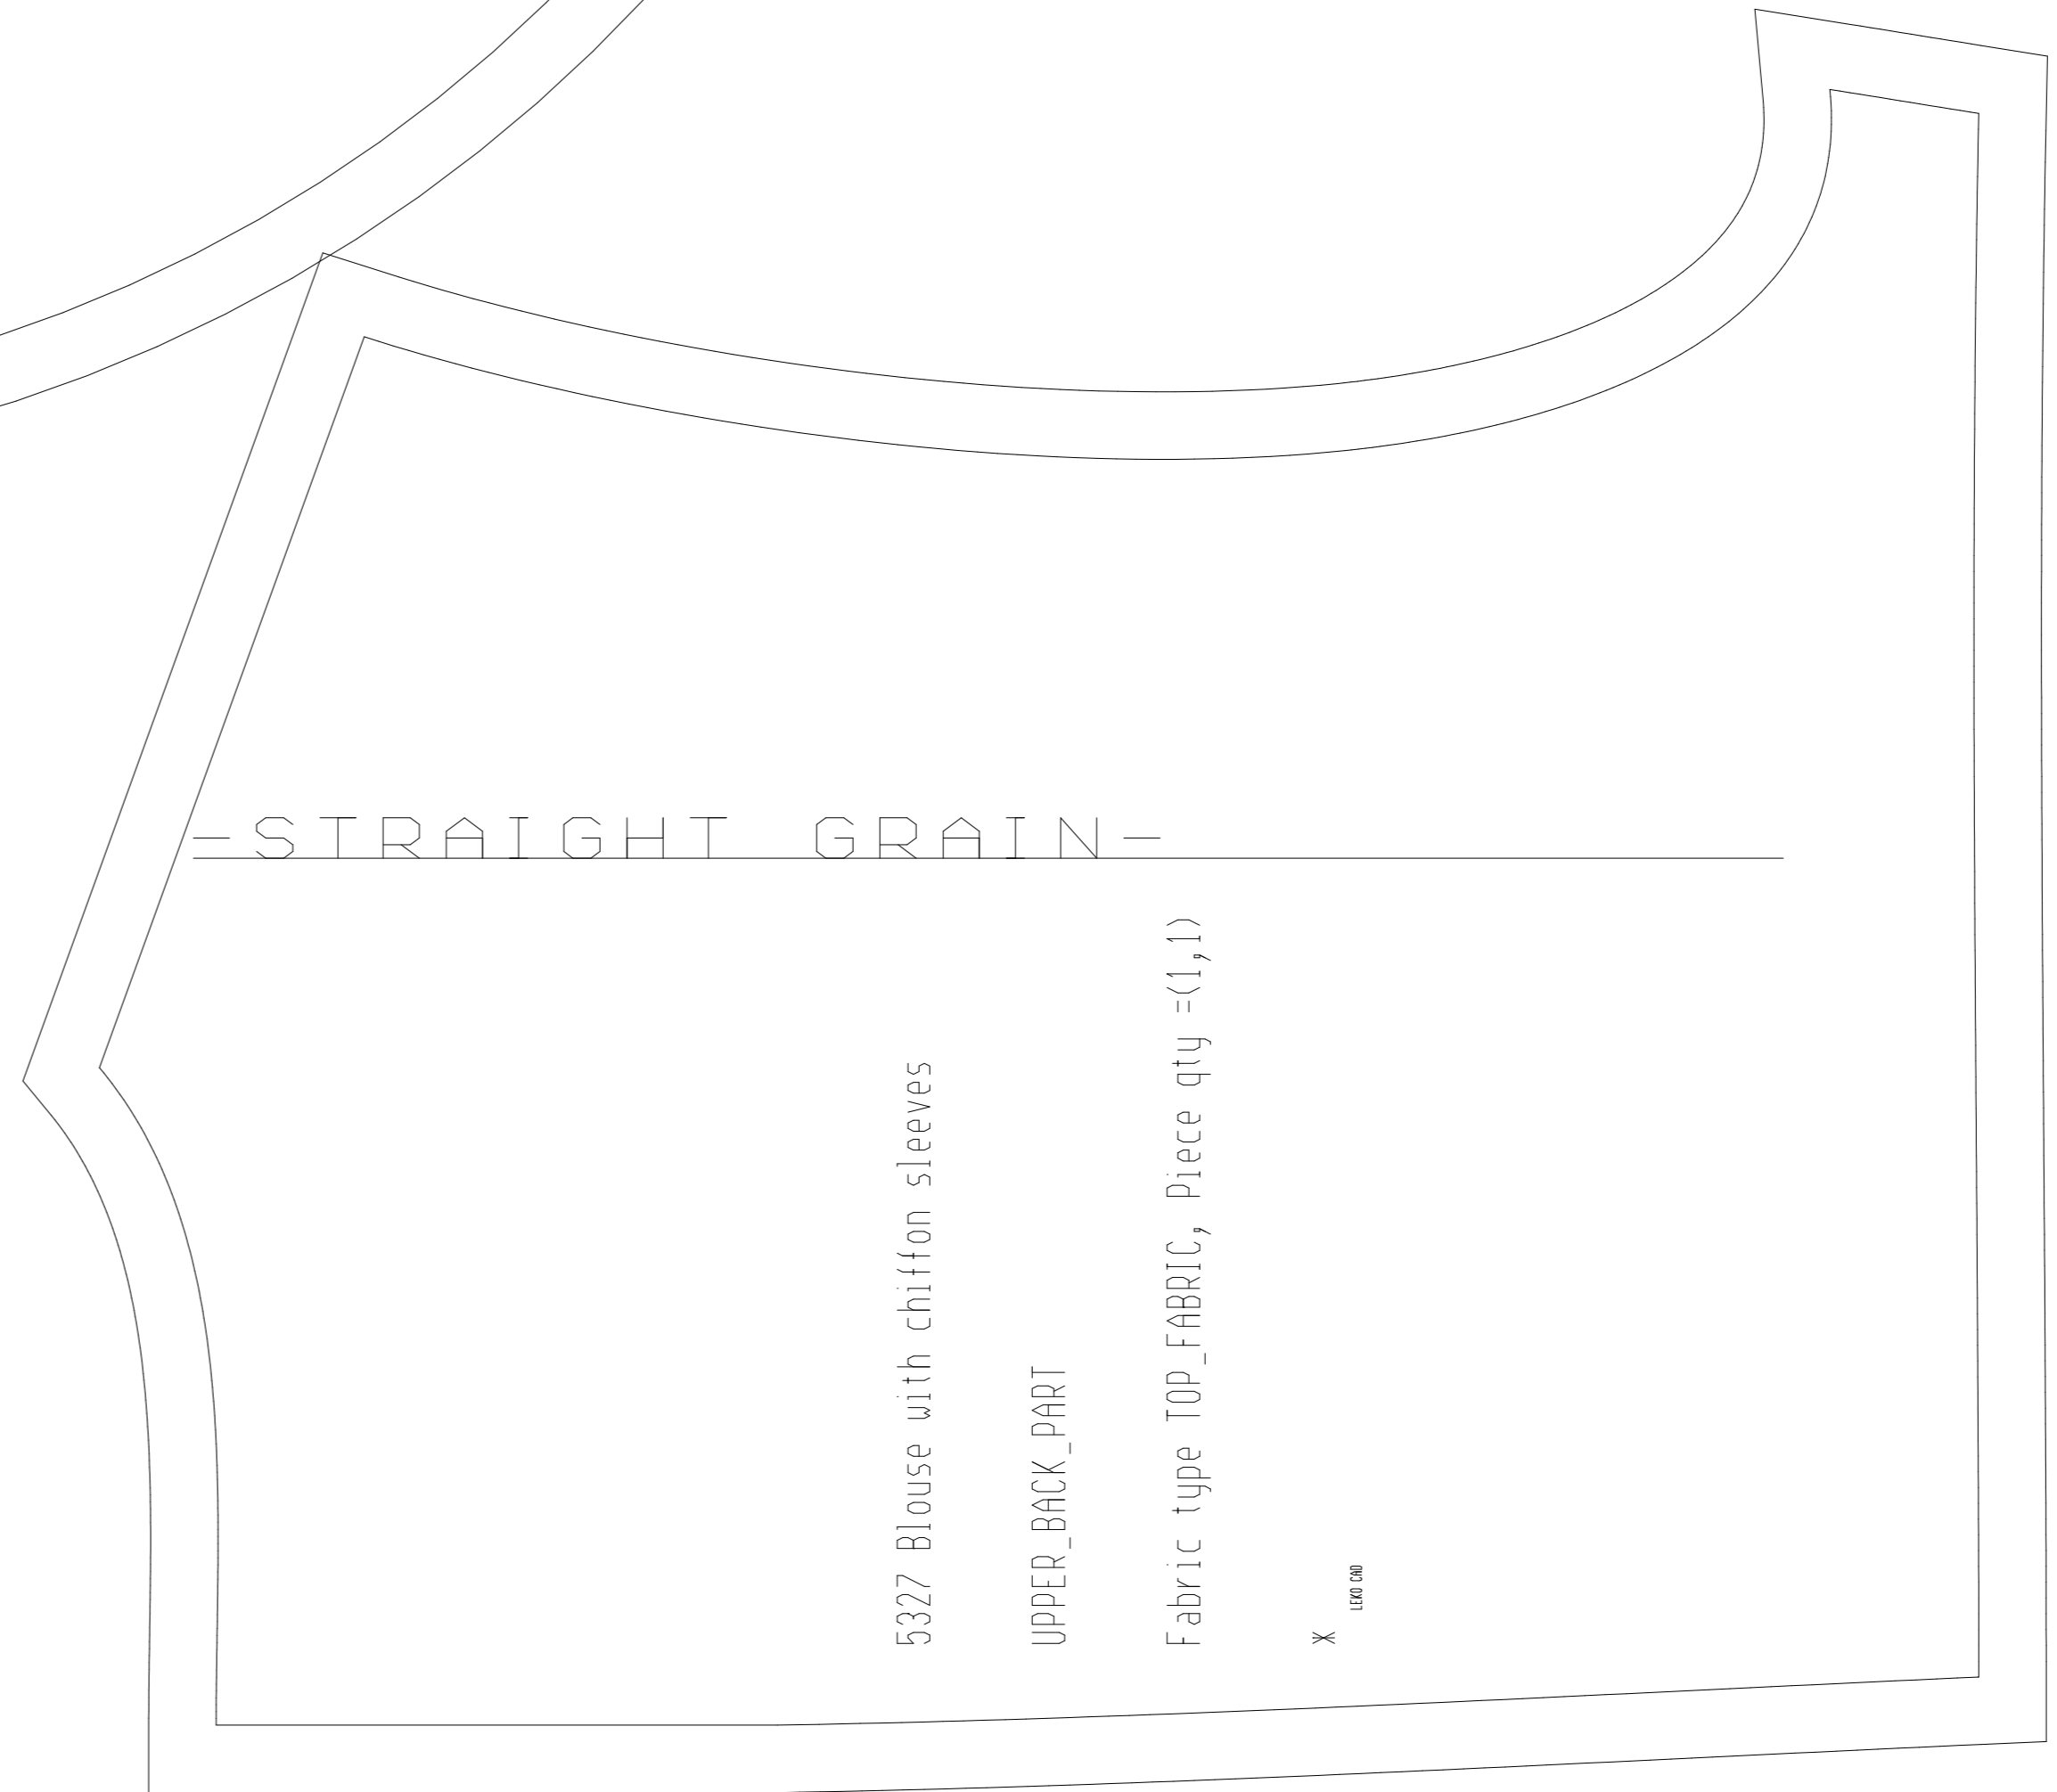 -STRAIGHT GRAIN-
5327 Blouse with chiffon sleeves
UPPER_BACK_PART
Fabric type TOP_FABRIC, Piece qty =(1,1)
*
LEKO CAD